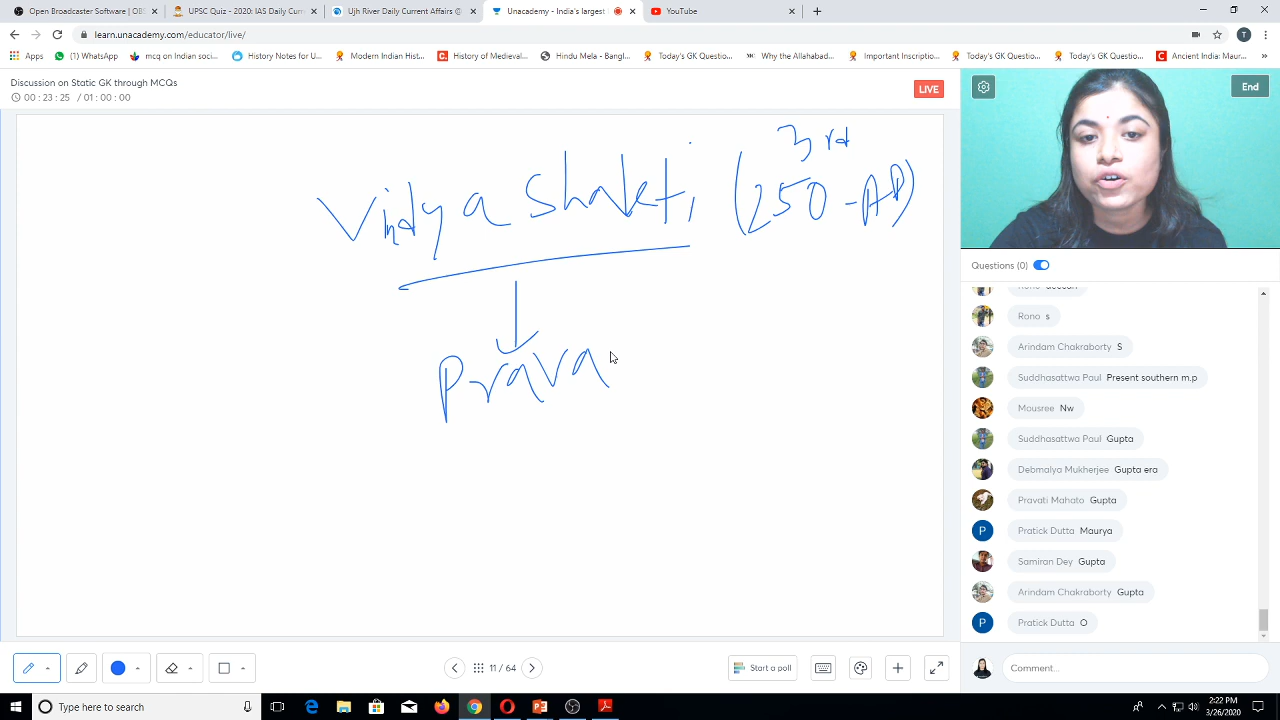 Open Broadcaster Software | OBS
UPSC Quiz - 2020: IAS Daily Curr
Ujh River Daily Current Affairs @
Unacademy - India's largest
YouTube
learn.unacademy.com/educator/live/
T
Apps
(1) WhatsApp
mcq on indian soci...
History Notes for U...
Modern Indian Hist...
History of Medieval...
Hindu Mela - Bangl...
Today's GK Questio...
Why the Allahabad...
Important Inscriptio...
Today's GK Questio...
Today's GK Questio...
Ancient India: Maur...
Discussion on Static GK through MCQs
00 : 23 : 25 / 01 : 00 : 00
LIVE
End
3rd
Vindyashakti (250-AD)
Prava
Questions (0)
Rono s
Arindam Chakraborty S
Suddhasattwa Paul Present southern m.p
Mousree Nw
Suddhasattwa Paul Gupta
Debmalya Mukherjee Gupta era
Pravati Mahato Gupta
Pratick Dutta Maurya
Samiran Dey Gupta
Arindam Chakraborty Gupta
Pratick Dutta O
11 / 64
Start a poll
Comment...
Type here to search
2:22 PM
3/26/2020